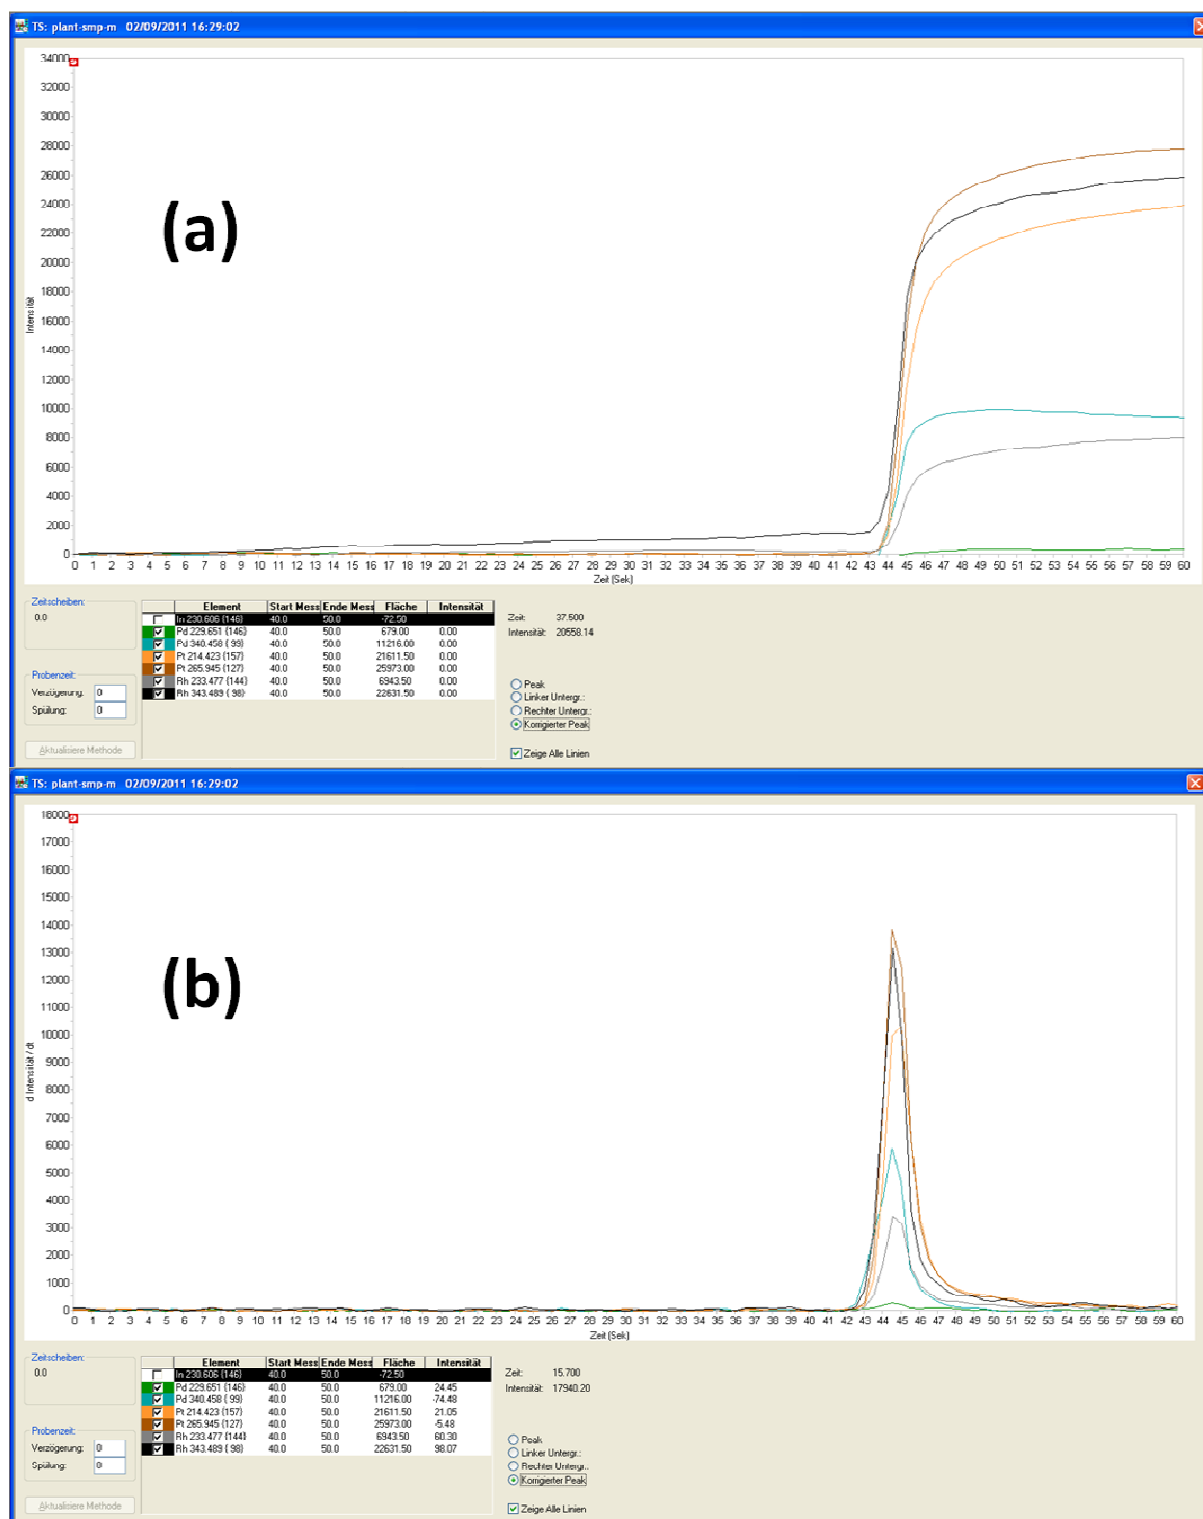 TS: plant-smp-m 02/09/2011 16:29:02
34000
32000
30000
28000
26000
24000
22000
20000
18000
16000
14000
12000
10000
8000
6000
4000
2000
0
Intensität
(a)
0 1 2 3 4 5 6 7 8 9 10 11 12 13 14 15 16 17 18 19 20 21 22 23 24 25 26 27 28 29 30 31 32 33 34 35 36 37 38 39 40 41 42 43 44 45 46 47 48 49 50 51 52 53 54 55 56 57 58 59 60
Zeit (Sek)
Zeitscheiben:
0.0
Probenzeit:
Verzögerung: 0
Spülung: 0
Aktualisiere Methode
Element Start Mess Ende Mess Fläche Intensität
In 230.606 {146} 40.0 50.0 -72.50
Pd 229.651 {146} 40.0 50.0 679.00 0.00
Pd 340.458 { 99} 40.0 50.0 11216.00 0.00
Pt 214.423 {157} 40.0 50.0 21611.50 0.00
Pt 265.945 {127} 40.0 50.0 25973.00 0.00
Rh 233.477 {144} 40.0 50.0 6943.50 0.00
Rh 343.489 { 98} 40.0 50.0 22631.50 0.00
Zeit: 37.500
Intensität: 20558.14
Peak
Linker Untergr.:
Rechter Untergr.:
Korrigierter Peak
Zeige Alle Linien
TS: plant-smp-m 02/09/2011 16:29:02
18000
17000
16000
15000
14000
13000
12000
11000
10000
9000
8000
7000
6000
5000
4000
3000
2000
1000
0
d Intensität / dt
(b)
0 1 2 3 4 5 6 7 8 9 10 11 12 13 14 15 16 17 18 19 20 21 22 23 24 25 26 27 28 29 30 31 32 33 34 35 36 37 38 39 40 41 42 43 44 45 46 47 48 49 50 51 52 53 54 55 56 57 58 59 60
Zeit (Sek)
Zeitscheiben:
0.0
Probenzeit:
Verzögerung: 0
Spülung: 0
Aktualisiere Methode
Element Start Mess Ende Mess Fläche Intensität
In 230.606 {146} 40.0 50.0 -72.50
Pd 229.651 {146} 40.0 50.0 679.00 24.45
Pd 340.458 { 99} 40.0 50.0 11216.00 -74.48
Pt 214.423 {157} 40.0 50.0 21611.50 21.05
Pt 265.945 {127} 40.0 50.0 25973.00 -5.48
Rh 233.477 {144} 40.0 50.0 6943.50 60.30
Rh 343.489 { 98} 40.0 50.0 22631.50 98.07
Zeit: 15.700
Intensität: 17940.20
Peak
Linker Untergr.:
Rechter Untergr.:
Korrigierter Peak
Zeige Alle Linien